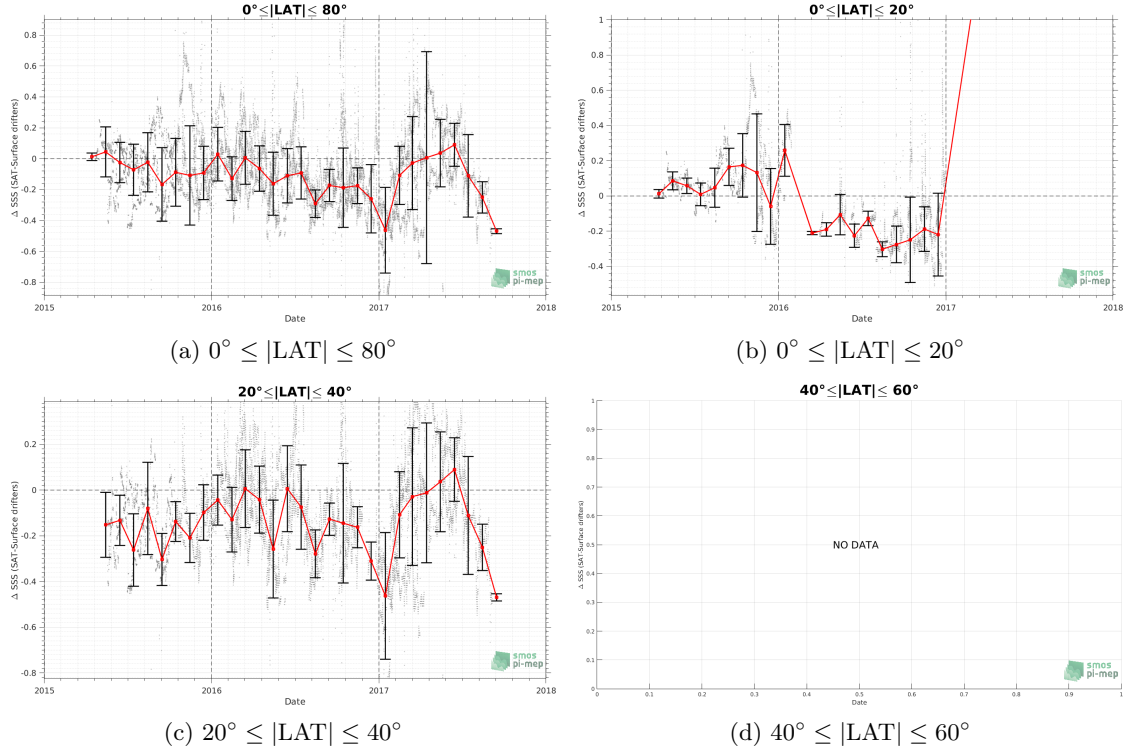 0°≤|LAT|≤ 80°
Δ SSS (SAT-Surface drifters)
0.8
0.6
0.4
0.2
0
-0.2
-0.4
-0.6
-0.8
2015
2016
2017
2018
Date
smos
pi-mep
(a) 0° ≤ |LAT| ≤ 80°
0°≤|LAT|≤ 20°
Δ SSS (SAT-Surface drifters)
1
0.8
0.6
0.4
0.2
0
-0.2
-0.4
2015
2016
2017
2018
Date
smos
pi-mep
(b) 0° ≤ |LAT| ≤ 20°
20°≤|LAT|≤ 40°
Δ SSS (SAT-Surface drifters)
0.2
0
-0.2
-0.4
-0.6
-0.8
2015
2016
2017
2018
Date
smos
pi-mep
(c) 20° ≤ |LAT| ≤ 40°
40°≤|LAT|≤ 60°
Δ SSS (SAT-Surface drifters)
1
0.9
0.8
0.7
0.6
0.5
0.4
0.3
0.2
0.1
0
NO DATA
0 0.1 0.2 0.3 0.4 0.5 0.6 0.7 0.8 0.9 1
Date
smos
pi-mep
(d) 40° ≤ |LAT| ≤ 60°